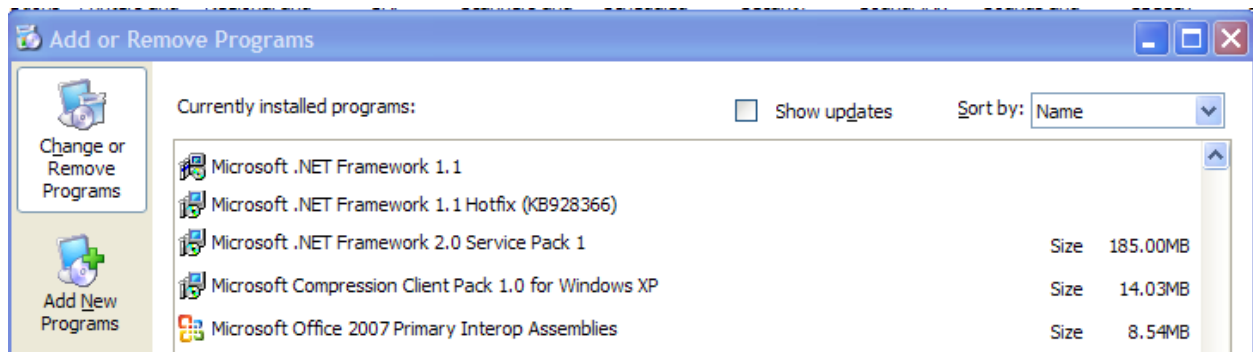 Add or Remove Programs
Change or
Remove
Programs
Add New
Programs
Currently installed programs:
Show updates
Sort by: Name
Microsoft .NET Framework 1.1
Microsoft .NET Framework 1.1 Hotfix (KB928366)
Microsoft .NET Framework 2.0 Service Pack 1 Size 185.00MB
Microsoft Compression Client Pack 1.0 for Windows XP Size 14.03MB
Microsoft Office 2007 Primary Interop Assemblies Size 8.54MB